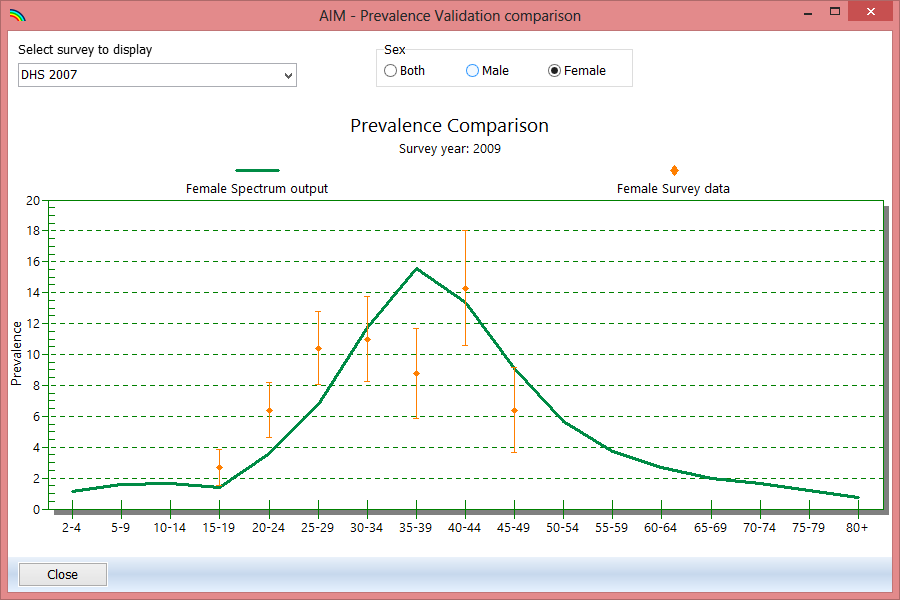 AIM - Prevalence Validation comparison
Select survey to display
DHS 2007
Sex
Both Male Female
Prevalence Comparison
Survey year: 2009
Female Spectrum output
Female Survey data
Prevalence
20
18
16
14
12
10
8
6
4
2
0
2-4 5-9 10-14 15-19 20-24 25-29 30-34 35-39 40-44 45-49 50-54 55-59 60-64 65-69 70-74 75-79 80+
Close